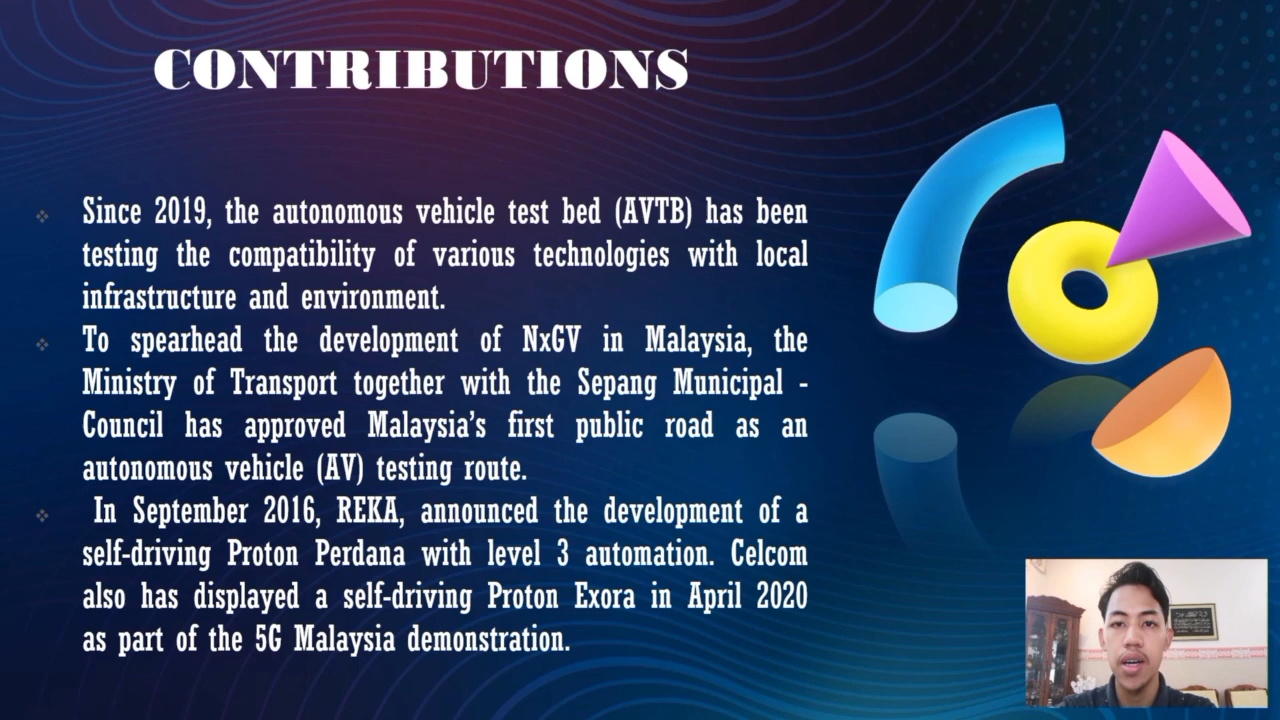 CONTRIBUTIONS
Since 2019, the autonomous vehicle test bed (AVTB) has been
testing the compatibility of various technologies with local
infrastructure and environment.
To spearhead the development of NxGV in Malaysia, the
Ministry of Transport together with the Sepang Municipal -
Council has approved Malaysia’s first public road as an
autonomous vehicle (AV) testing route.
In September 2016, REKA, announced the development of a
self-driving Proton Perdana with level 3 automation. Celcom
also has displayed a self-driving Proton Exora in April 2020
as part of the 5G Malaysia demonstration.